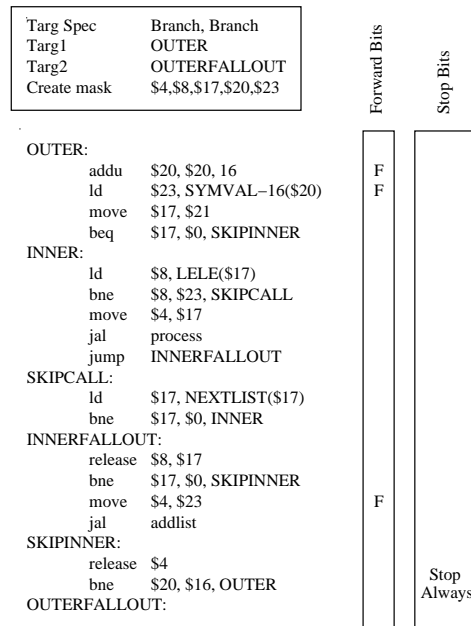 Targ Spec Branch, Branch
Targ1 OUTER
Targ2 OUTERFALLOUT
Create mask $4,$8,$17,$20,$23
Forward Bits
Stop Bits
OUTER:
addu $20, $20, 16 F
ld $23, SYMVAL−16($20) F
move $17, $21
beq $17, $0, SKIPINNER
INNER:
ld $8, LELE($17)
bne $8, $23, SKIPCALL
move $4, $17
jal process
jump INNERFALLOUT
SKIPCALL:
ld $17, NEXTLIST($17)
bne $17, $0, INNER
INNERFALLOUT:
release $8, $17
bne $17, $0, SKIPINNER
move $4, $23 F
jal addlist
SKIPINNER:
release $4
bne $20, $16, OUTER Stop Always
OUTERFALLOUT: